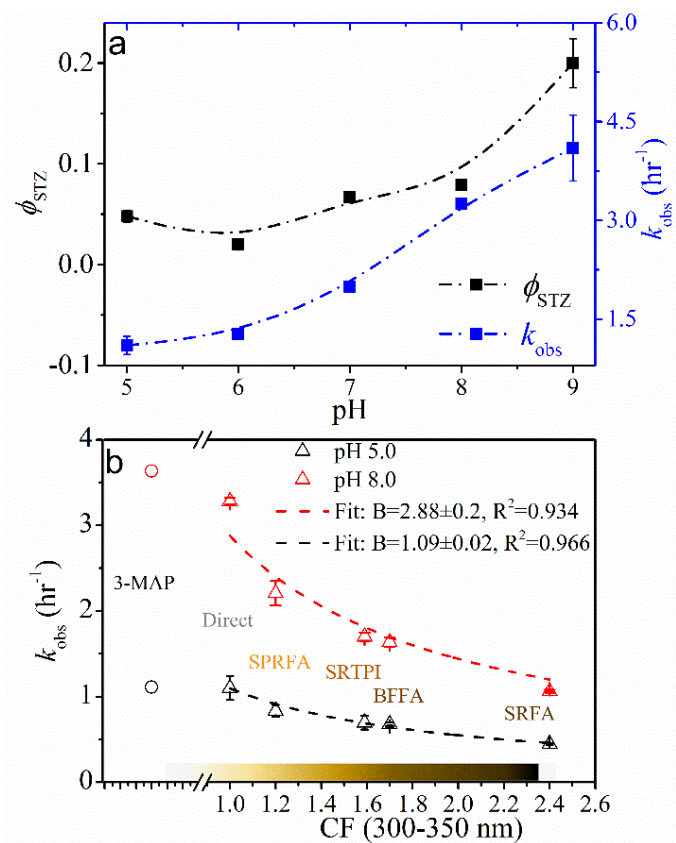 a
0.2
0.1
0.0
-0.1
ϕSTZ
6.0
4.5
3.0
1.5
kobs (hr-1)
ϕSTZ
kobs
5 6 7 8 9
pH
b
4
3
2
1
0
kobs (hr-1)
pH 5.0
pH 8.0
Fit: B=2.88±0.2, R2=0.934
Fit: B=1.09±0.02, R2=0.966
3-MAP
Direct
SPRFA
SRTPI
BFFA
SRFA
1.0 1.2 1.4 1.6 1.8 2.0 2.2 2.4 2.6
CF (300-350 nm)